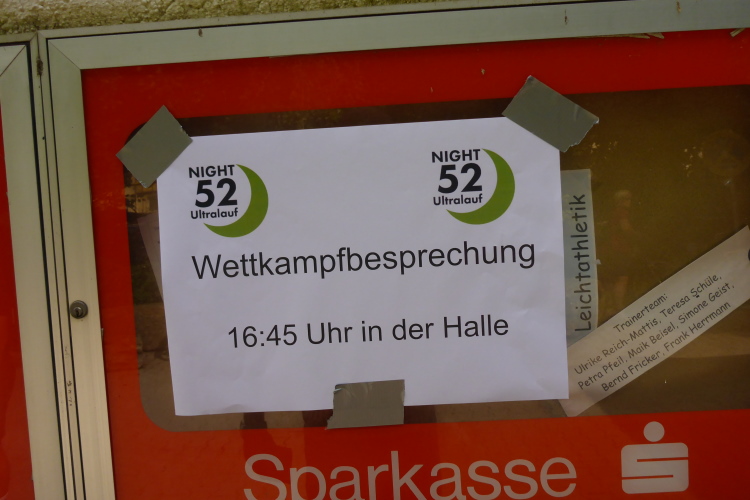 NIGHT
52
Ultralauf
NIGHT
52
Ultralauf
Wettkampfbesprechung
16:45 Uhr in der Halle
Leichtathletik
Trainerteam:
Ulrike Reich-Mattis, Teresa Schüle,
Petra Pfeil, Maik Beisel, Simone Geist,
Bernd Fricker, Frank Herrmann
Sparkasse